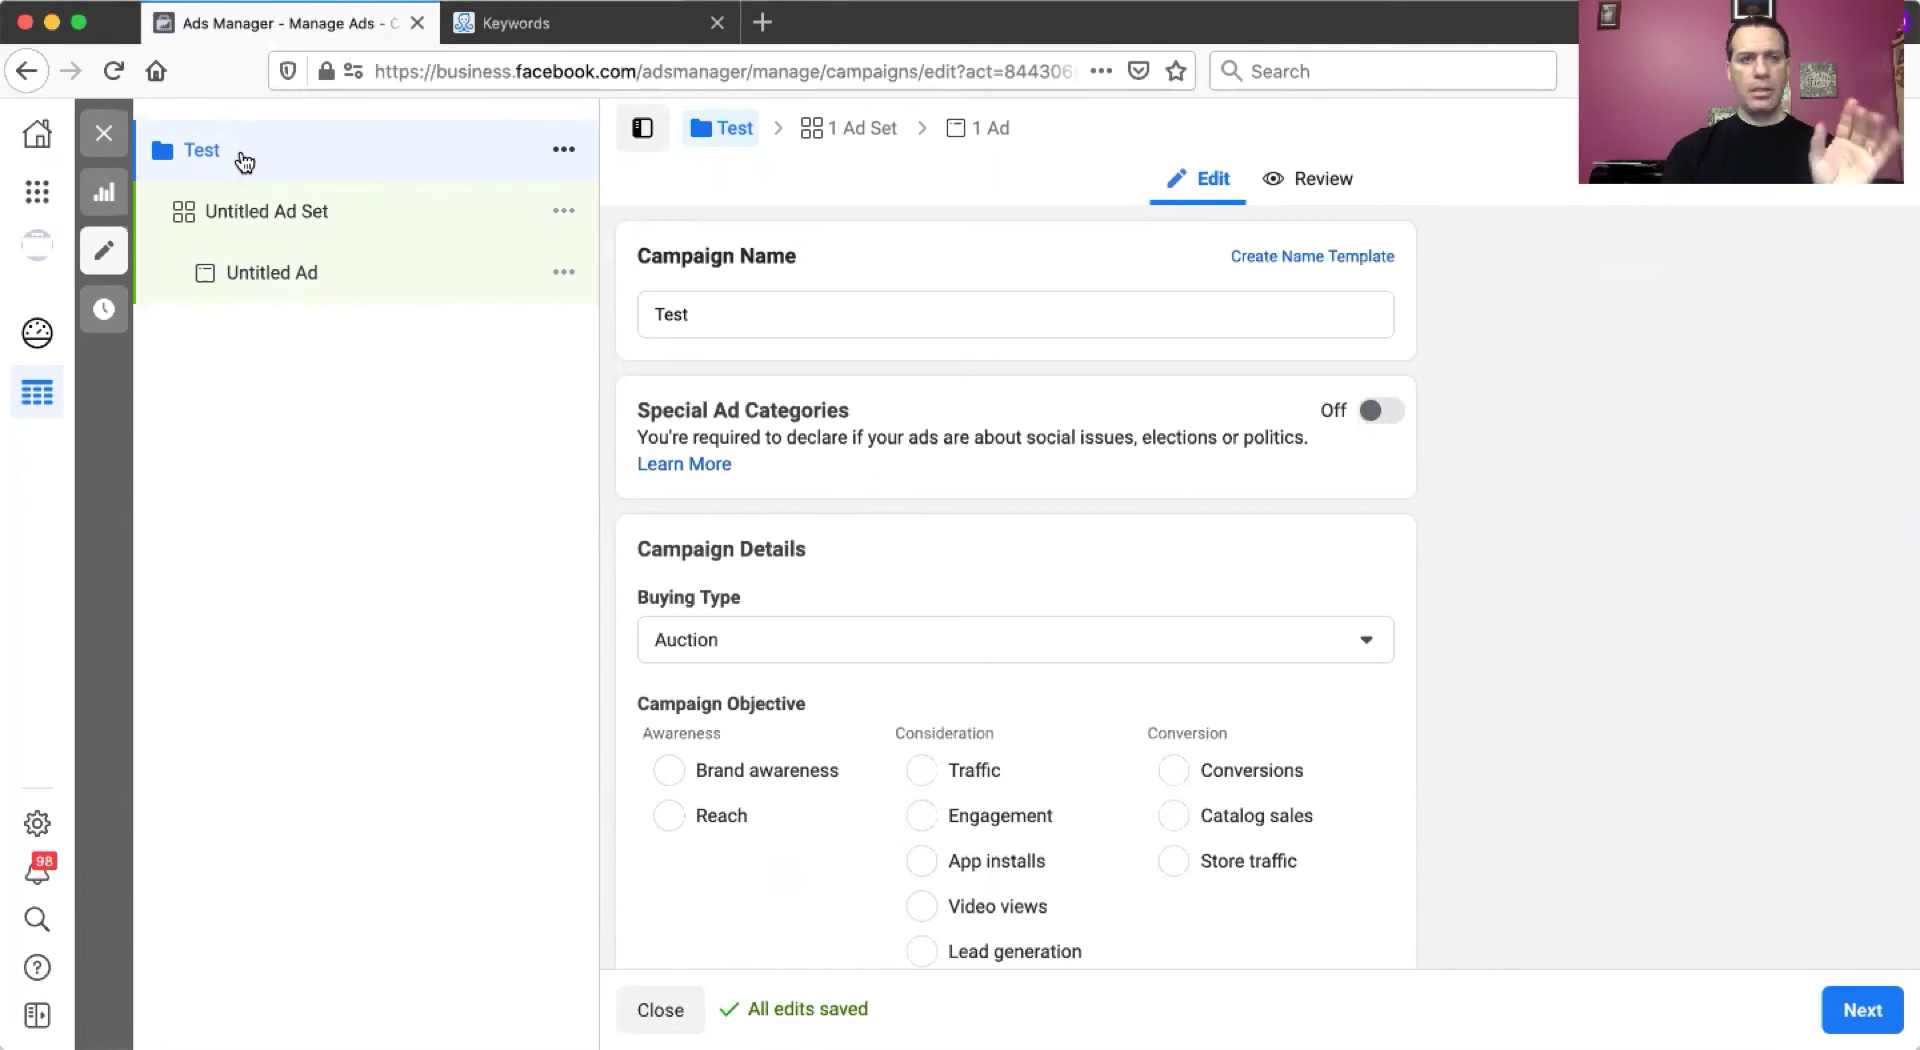 Ads Manager - Manage Ads - C
Keywords
https://business.facebook.com/adsmanager/manage/campaigns/edit?act=844306
Search
Test
Untitled Ad Set
Untitled Ad
98
Test
1 Ad Set
1 Ad
Edit
Review
Campaign Name
Create Name Template
Test
Special Ad Categories
Off
You're required to declare if your ads are about social issues, elections or politics.
Learn More
Campaign Details
Buying Type
Auction
Campaign Objective
Awareness
Consideration
Conversion
Brand awareness
Traffic
Conversions
Reach
Engagement
Catalog sales
App installs
Store traffic
Video views
Lead generation
Close
All edits saved
Next